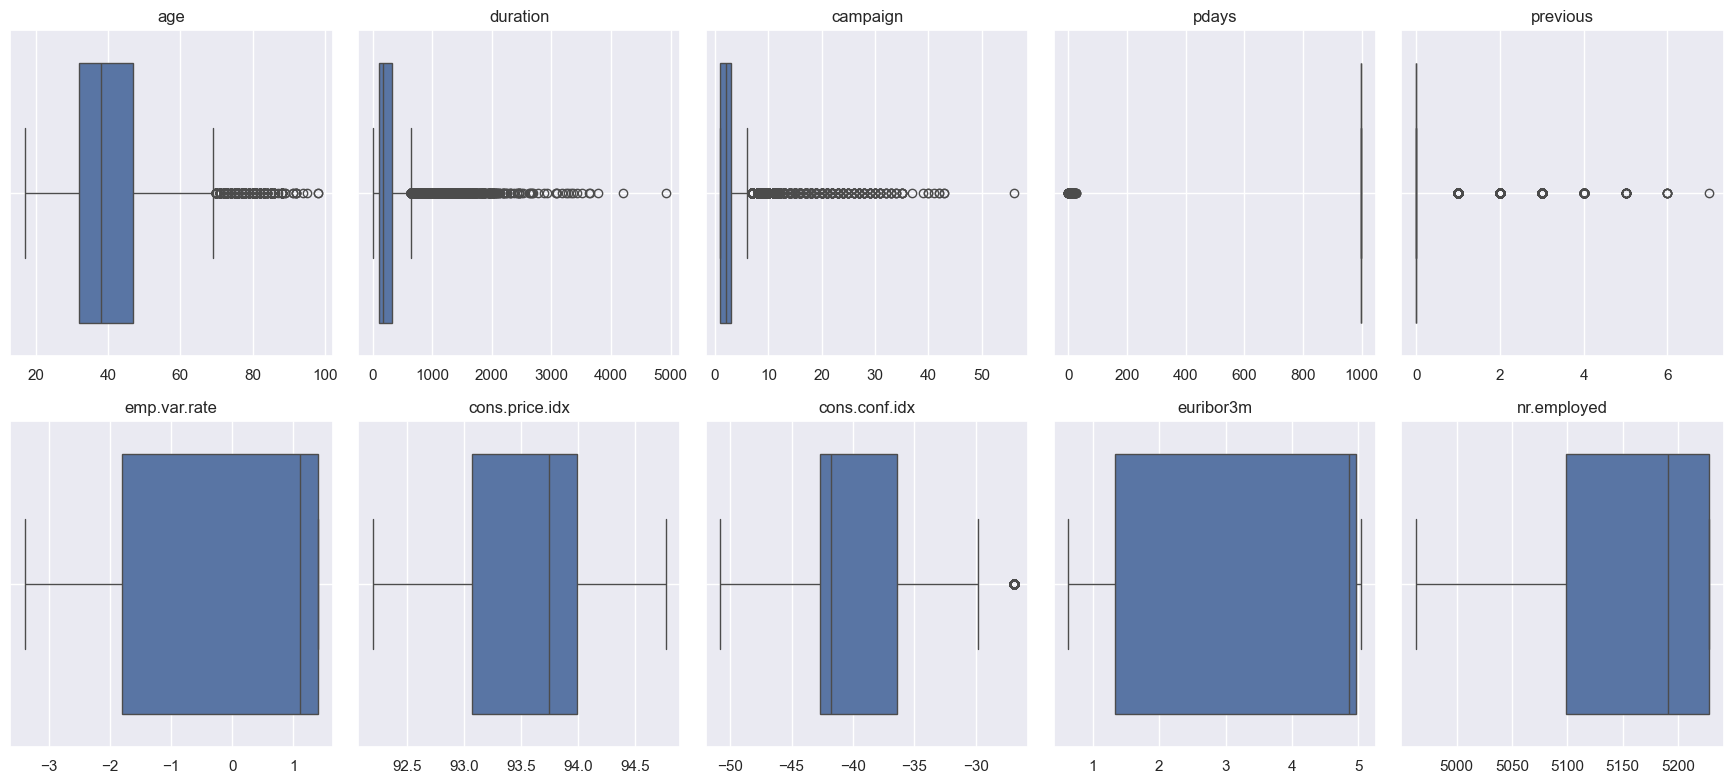 age duration campaign pdays previous
20 40 60 80 100 0 1000 2000 3000 4000 5000 0 10 20 30 40 50 0 200 400 600 800 1000 0 2 4 6
emp.var.rate cons.price.idx cons.conf.idx euribor3m nr.employed
−3 −2 −1 0 1 92.5 93.0 93.5 94.0 94.5 −50 −45 −40 −35 −30 1 2 3 4 5 5000 5050 5100 5150 5200